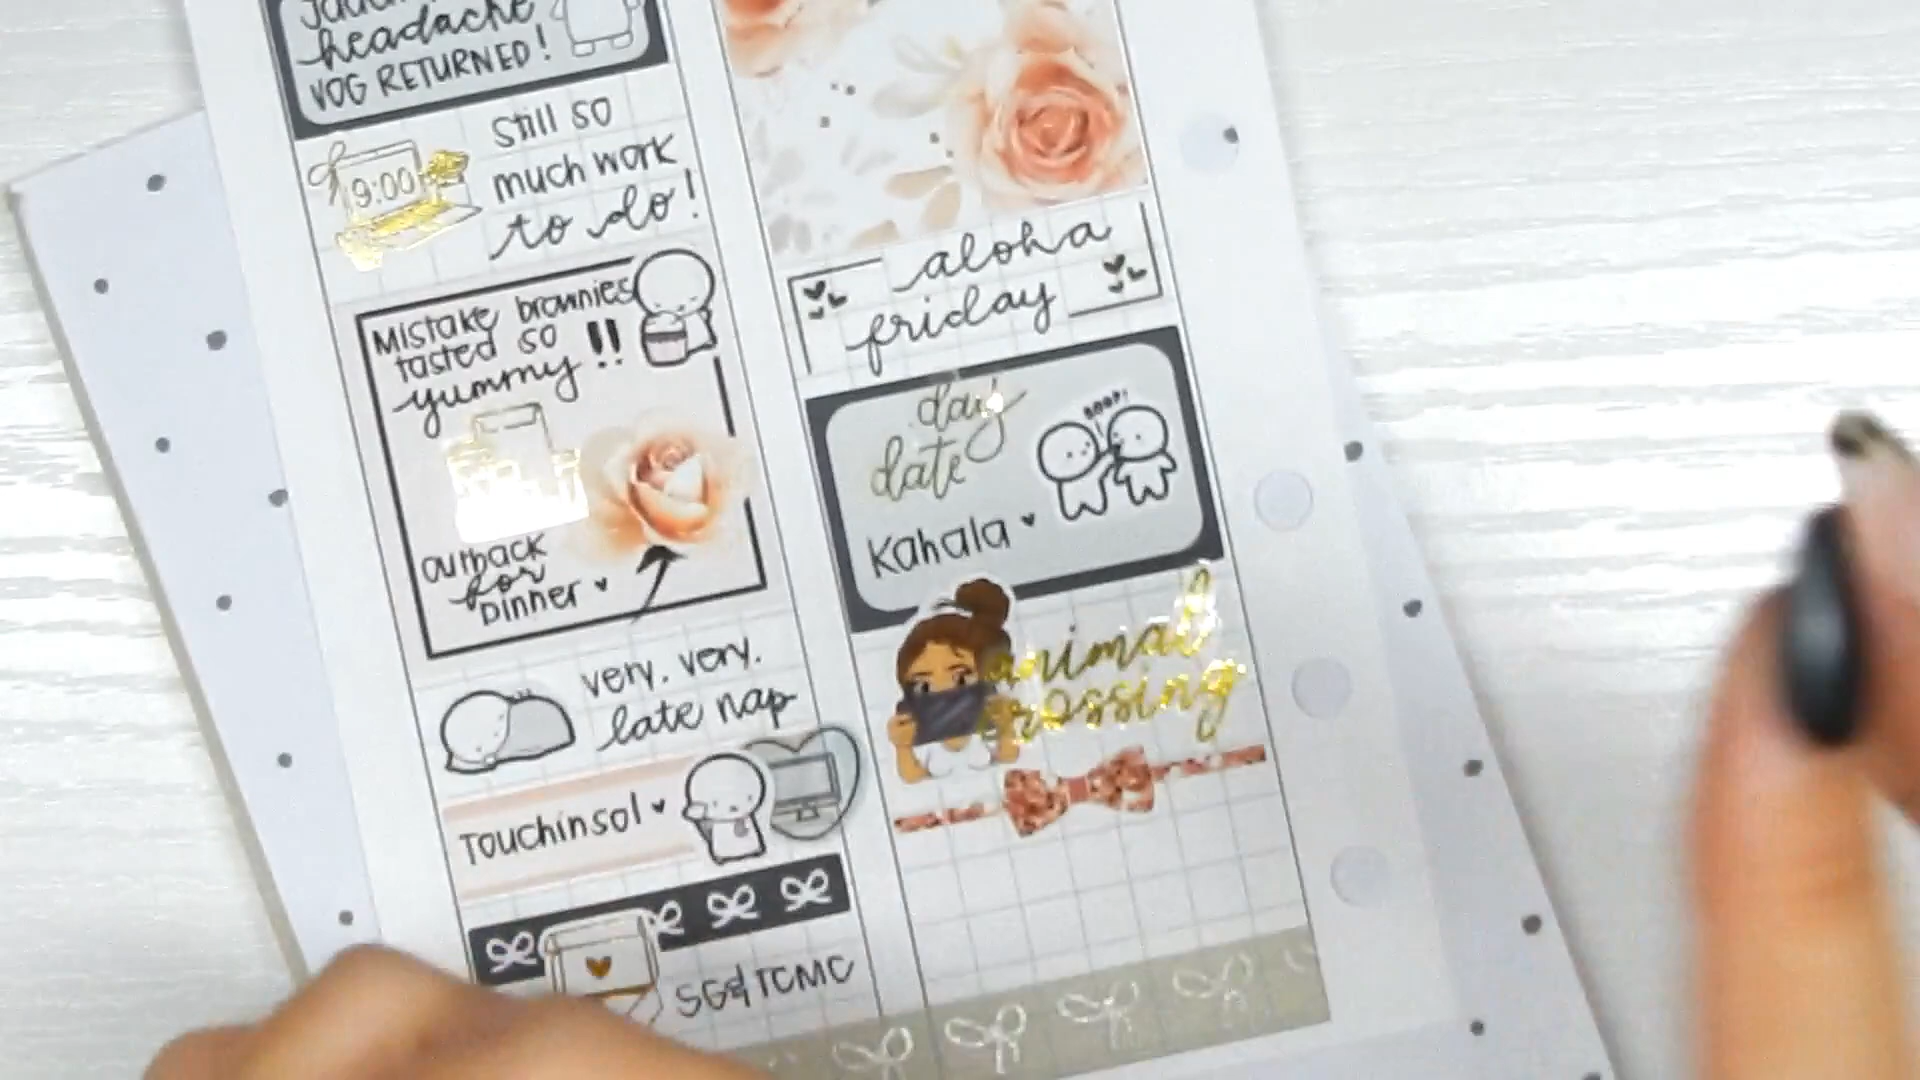 headache
VOG RETURNED!
9:00
Still so
much work
to do!
Mistake brownies
tasted so
yummy!!
Outback
for
Dinner
very. very.
late nap
Touchinsol
SG& TCMC
aloha
friday
day
date
BOOP!
Kahala
animal
crossing